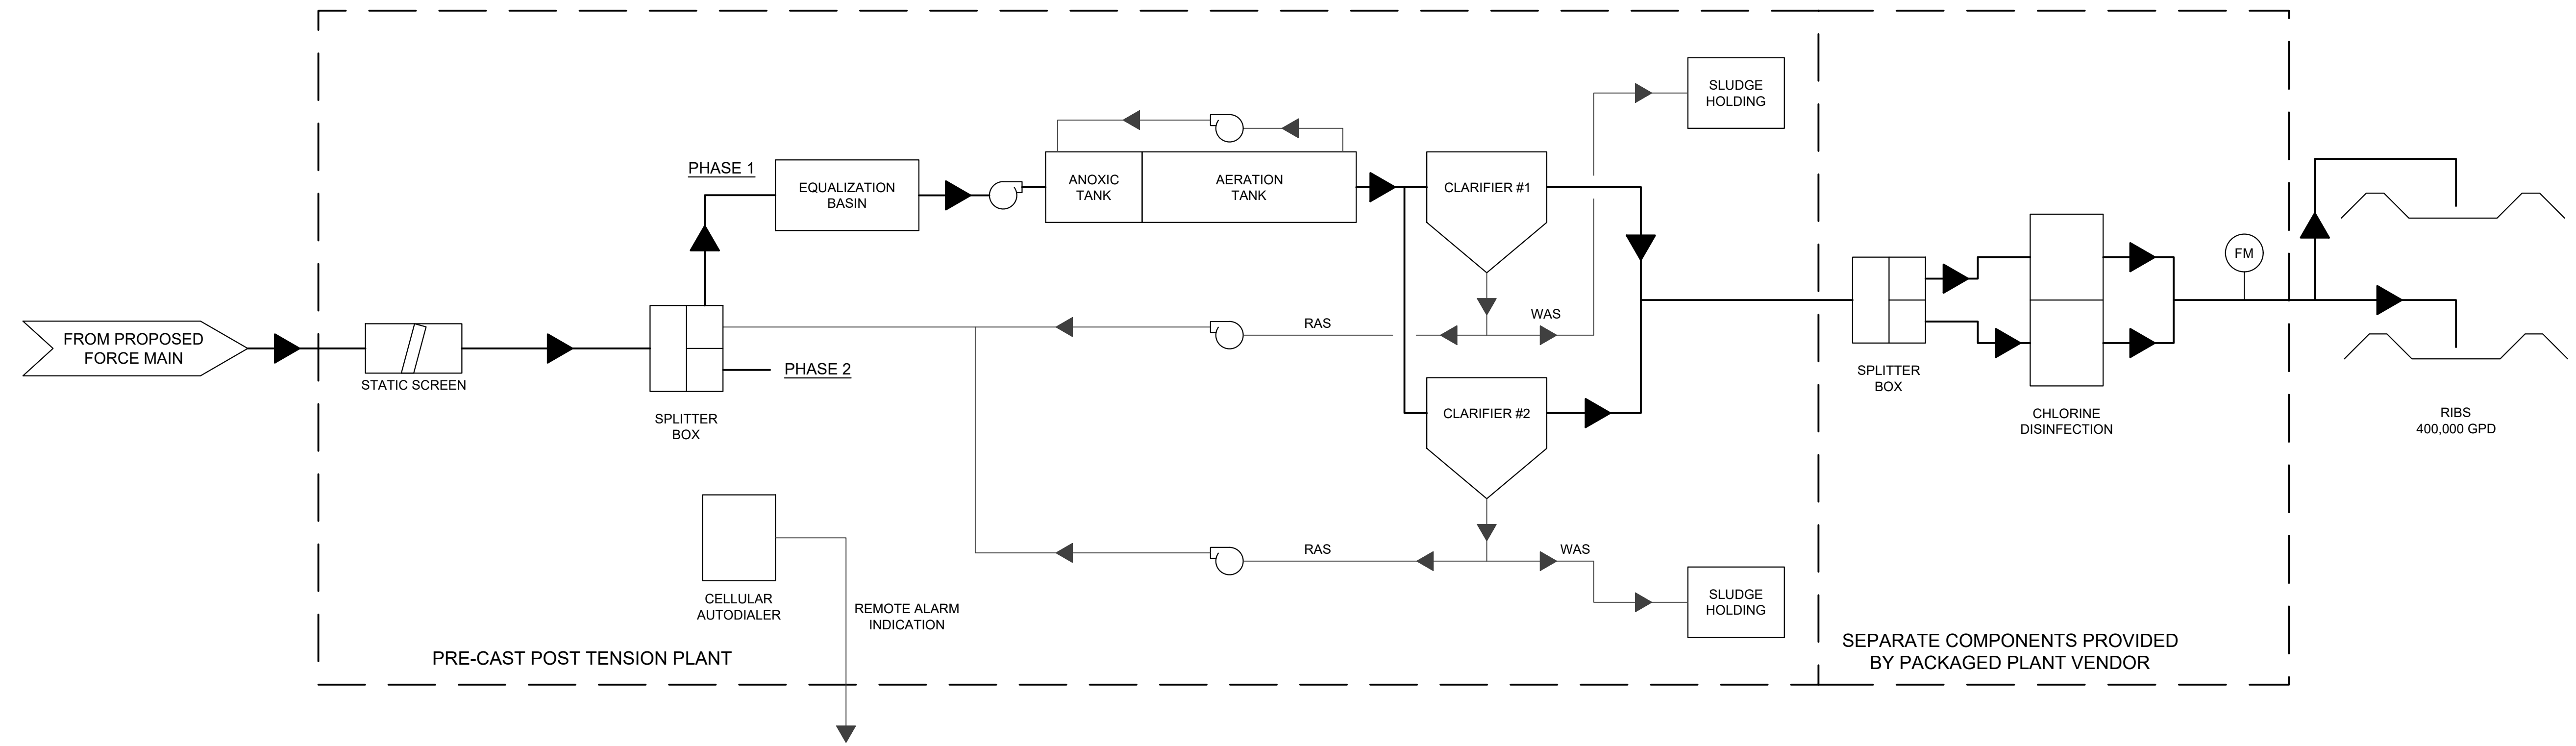 SLUDGE
HOLDING
PHASE 1
EQUALIZATION
BASIN
ANOXIC
TANK
AERATION
TANK
CLARIFIER #1
FM
FROM PROPOSED
FORCE MAIN
STATIC SCREEN
PHASE 2
SPLITTER
BOX
RAS
WAS
CLARIFIER #2
SPLITTER
BOX
CHLORINE
DISINFECTION
RIBS
400,000 GPD
CELLULAR
AUTODIALER
REMOTE ALARM
INDICATION
RAS
WAS
SLUDGE
HOLDING
PRE-CAST POST TENSION PLANT
SEPARATE COMPONENTS PROVIDED
BY PACKAGED PLANT VENDOR